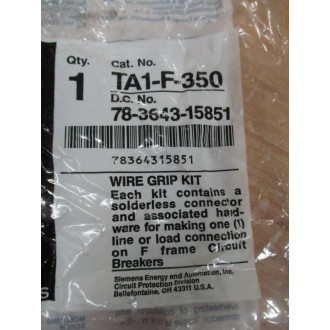 Qty. Cat. No.
1 TA1-F-350
D.C. No.
78-3643-15851
78364315851
WIRE GRIP KIT
Each kit contains a
solderless connector
and associated hard-
ware for making one (1)
line or load connection
on F frame Circuit
Breakers
Siemens Energy and Automation, Inc.
Circuit Protection Division
Bellefontaine, OH 43311 U.S.A.